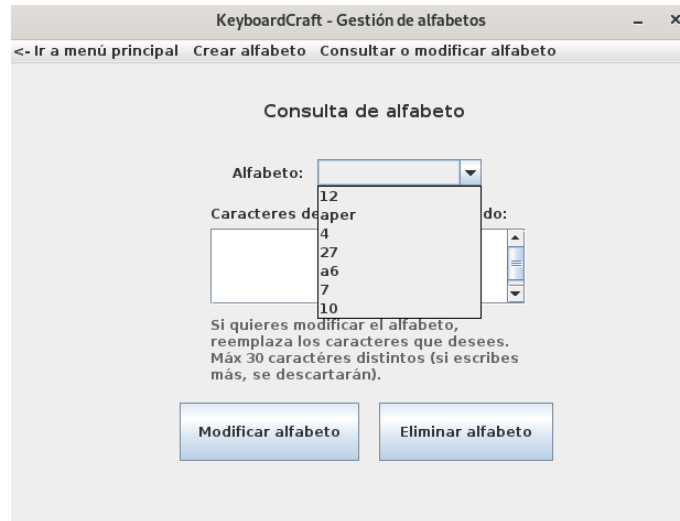 KeyboardCraft - Gestión de alfabetos
<- Ir a menú principal Crear alfabeto Consultar o modificar alfabeto
Consulta de alfabeto
Alfabeto:
12
Caracteres de
aper
do:
4
27
a6
7
10
Si quieres modificar el alfabeto,
reemplaza los caracteres que desees.
Máx 30 caractéres distintos (si escribes
más, se descartarán).
Modificar alfabeto Eliminar alfabeto